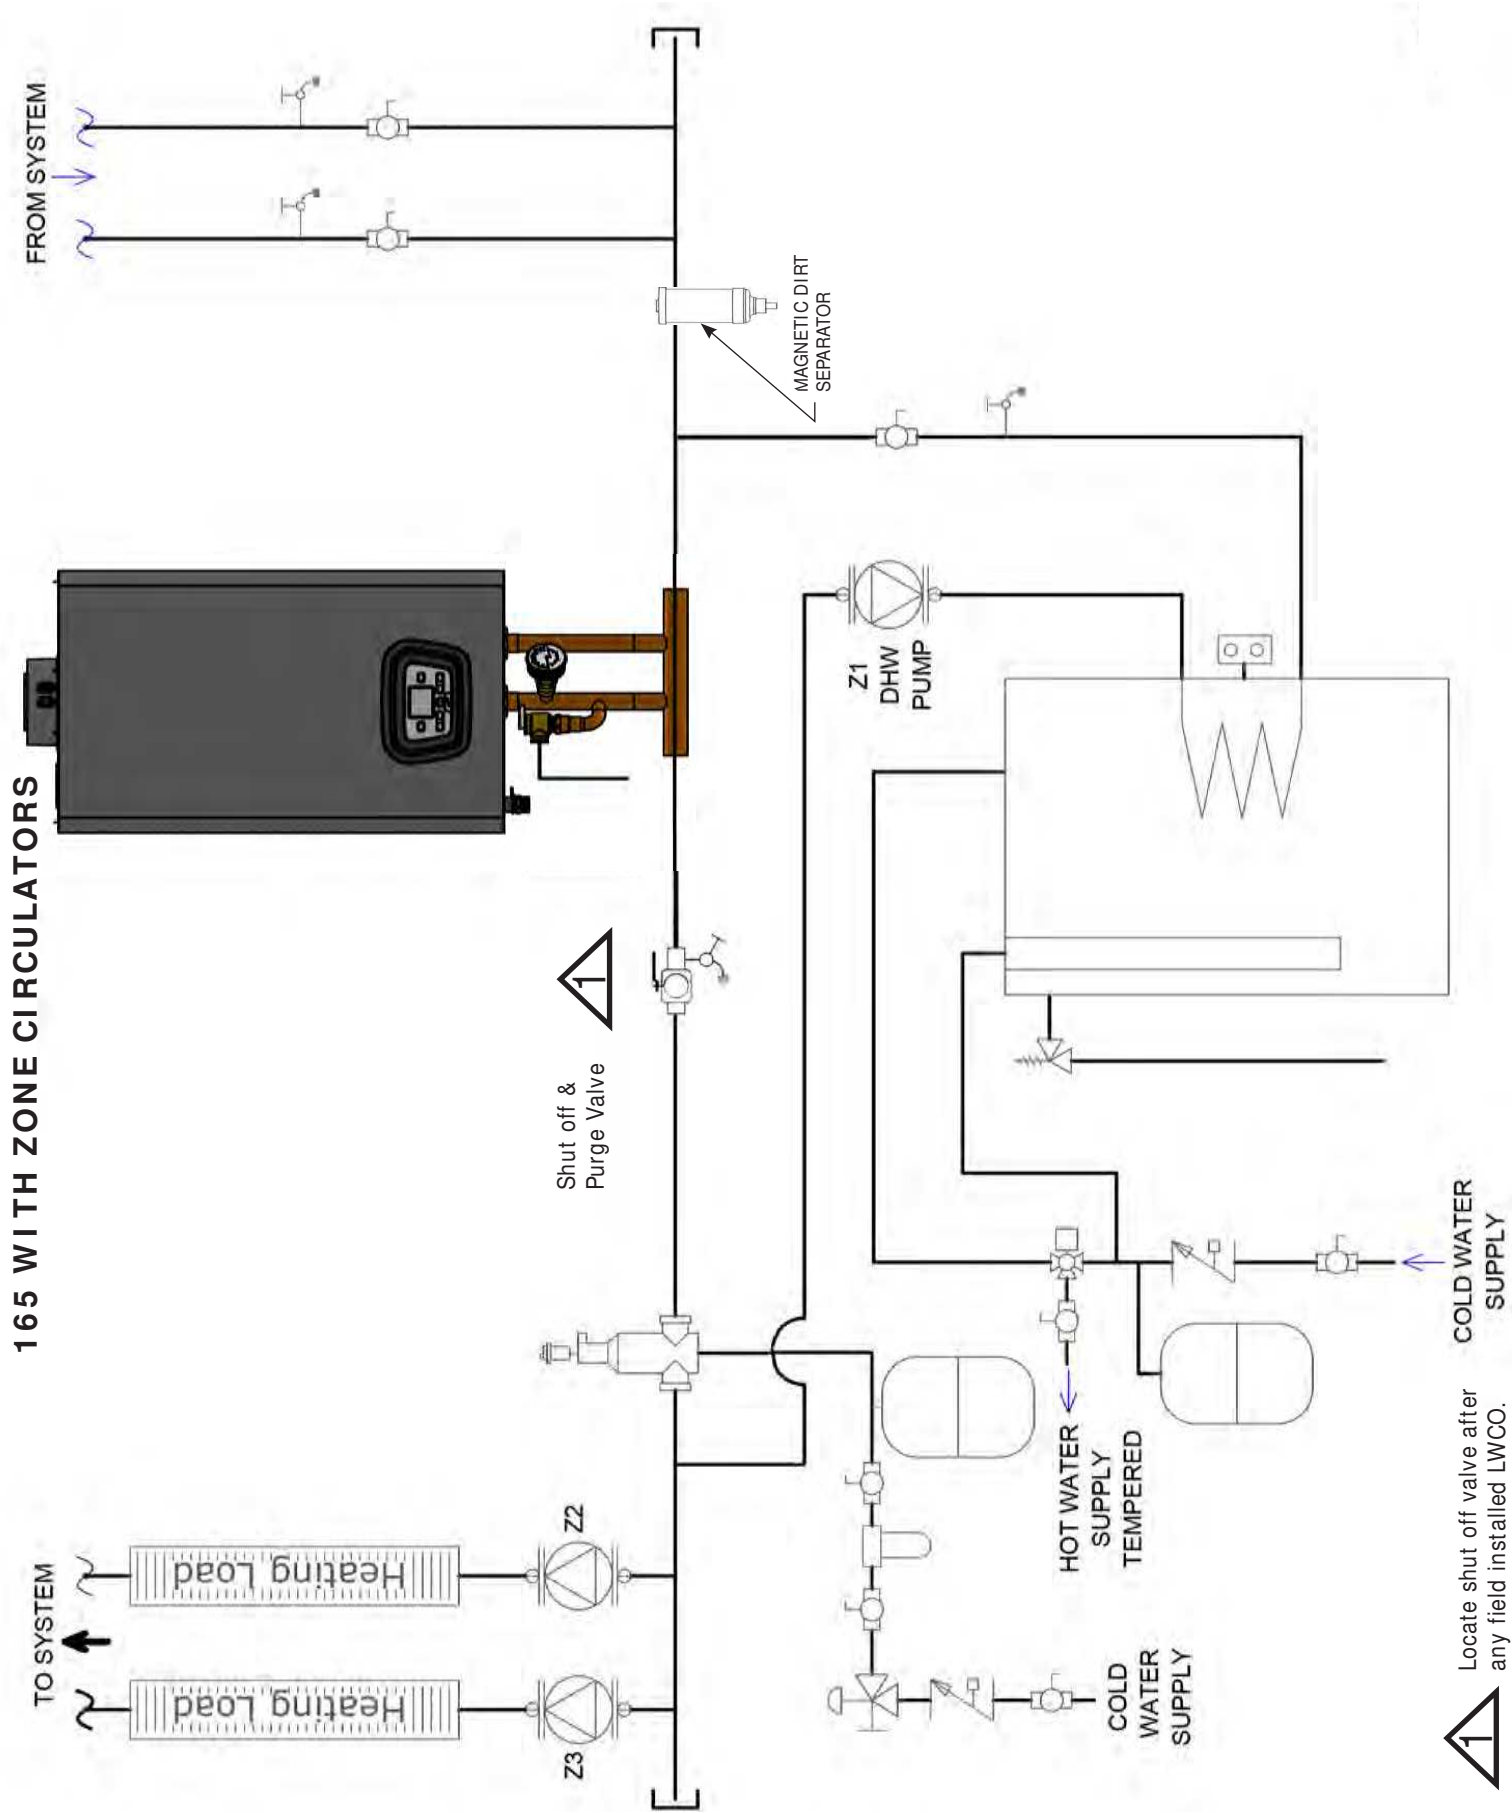 165 WITH ZONE CIRCULATORS
TO SYSTEM
FROM SYSTEM
Heating Load
Heating Load
Z3
Z2
Shut off &
Purge Valve
1
MAGNETIC DIRT
SEPARATOR
Z1
DHW
PUMP
COLD
WATER
SUPPLY
HOT WATER
SUPPLY
TEMPERED
COLD WATER
SUPPLY
1
Locate shut off valve after
any field installed LWCO.